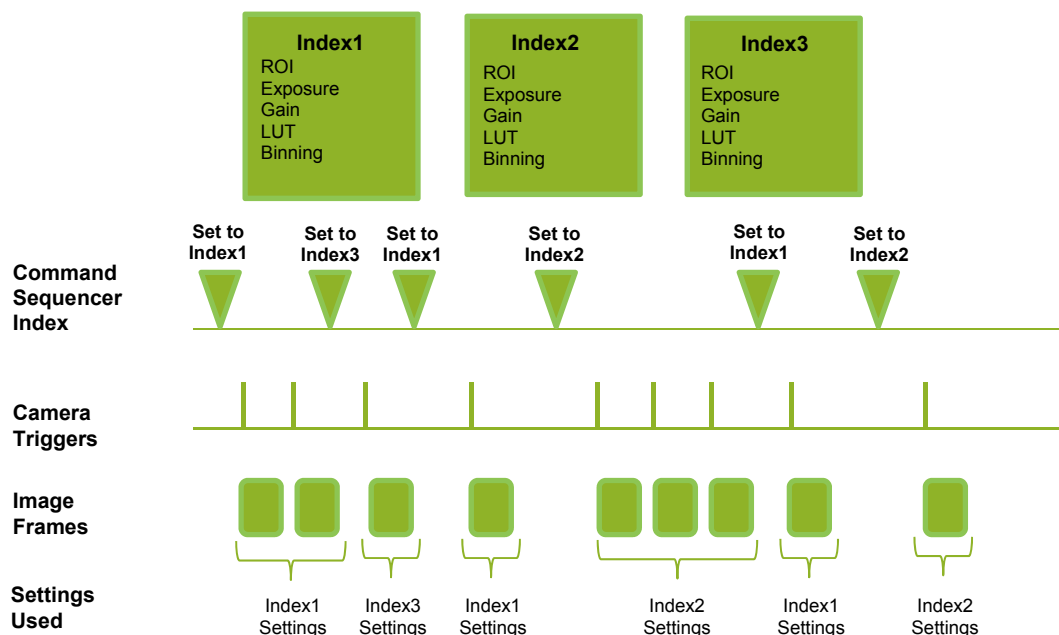 Index1
ROI
Exposure
Gain
LUT
Binning
Index2
ROI
Exposure
Gain
LUT
Binning
Index3
ROI
Exposure
Gain
LUT
Binning
Set to
Index1
Set to
Index3
Set to
Index1
Set to
Index2
Set to
Index1
Set to
Index2
Command
Sequencer
Index
Camera
Triggers
Image
Frames
Settings
Used
Index1
Settings
Index3
Settings
Index1
Settings
Index2
Settings
Index1
Settings
Index2
Settings